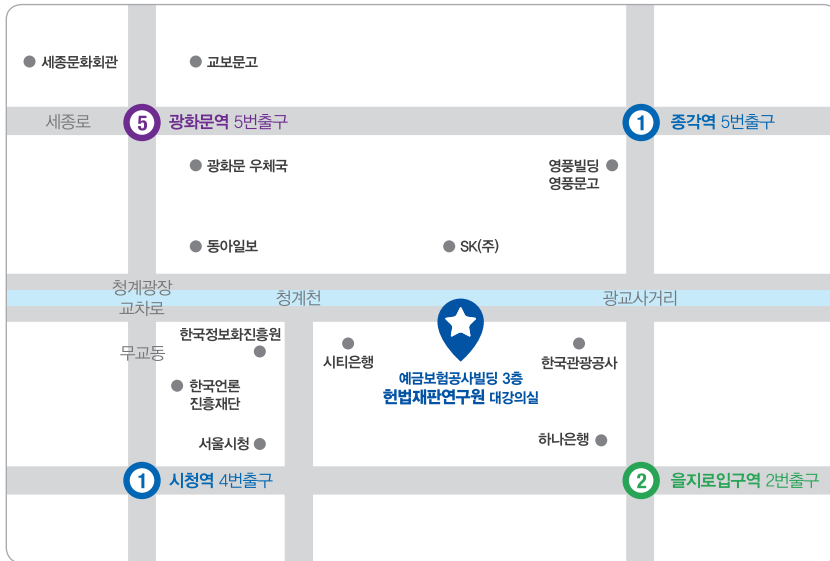 세종문화회관
교보문고
세종로
5
광화문역 5번출구
1
종각역 5번출구
광화문 우체국
영풍빌딩
영풍문고
동아일보
SK(주)
청계광장
교차로
청계천
광교사거리
무교동
한국정보화진흥원
시티은행
한국관광공사
예금보험공사빌딩 3층
헌법재판연구원 대강의실
한국언론
진흥재단
서울시청
하나은행
1
시청역 4번출구
2
을지로입구역 2번출구